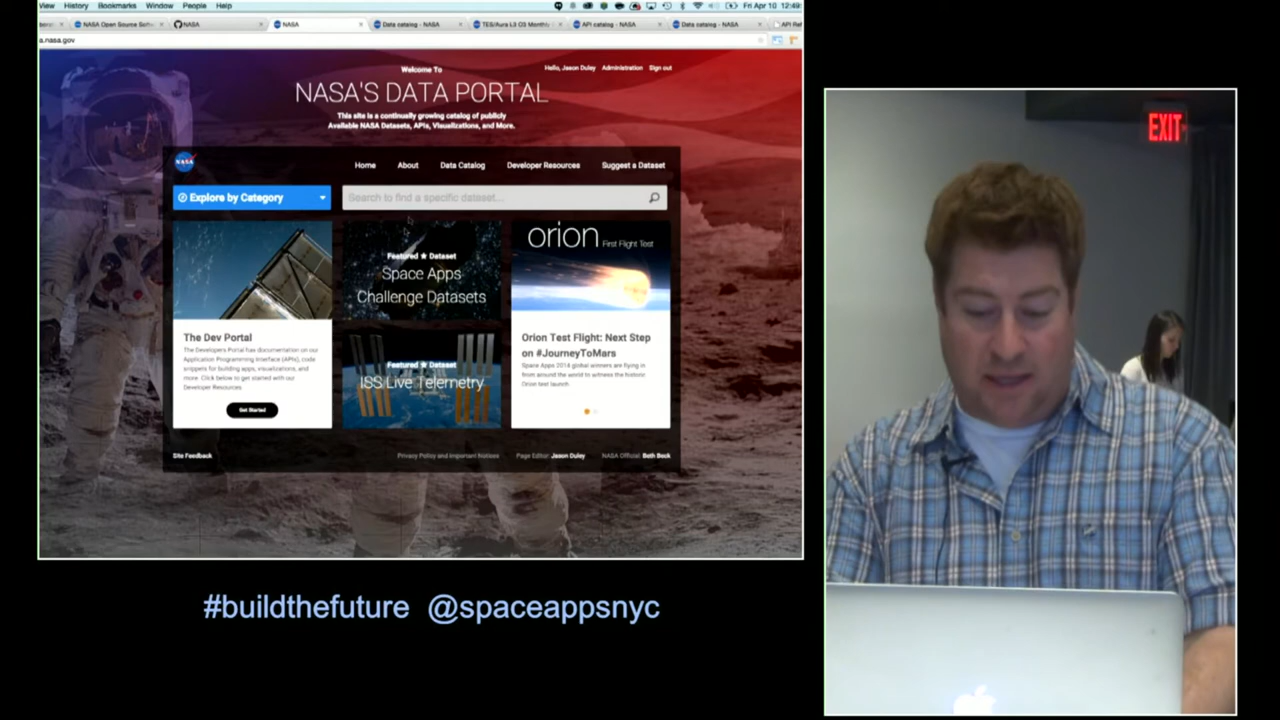 View History Bookmarks Window People Help
Fri Apr 10 12:49
NASA Open Source Soft
NASA
NASA
Data catalog - NASA
TES/Aura L3 O3 Monthly
API catalog - NASA
Data catalog - NASA
API Ref
a.nasa.gov
Hello, Jason Duley Administration Sign out
Welcome To
NASA'S DATA PORTAL
This site is a continually growing catalog of publicly
Available NASA Datasets, APIs, Visualizations, and More.
NASA
Home About Data Catalog Developer Resources Suggest a Dataset
Explore by Category
Search to find a specific dataset...
The Dev Portal
The Developers Portal has documentation on our
Application Programming Interface (APIs), code
snippets for building apps, visualizations, and
more. Click below to get started with our
Developer Resources
Get Started
Featured ★ Dataset
Space Apps
Challenge Datasets
Featured ★ Dataset
ISS Live Telemetry
orion First Flight Test
Orion Test Flight: Next Step
on #JourneyToMars
Space Apps 2014 global winners are flying in
from around the world to witness the historic
Orion test launch
Site Feedback
Privacy Policy and Important Notices
Page Editor: Jason Duley
NASA Official: Beth Beck
EXIT
#buildthefuture @spaceappsnyc